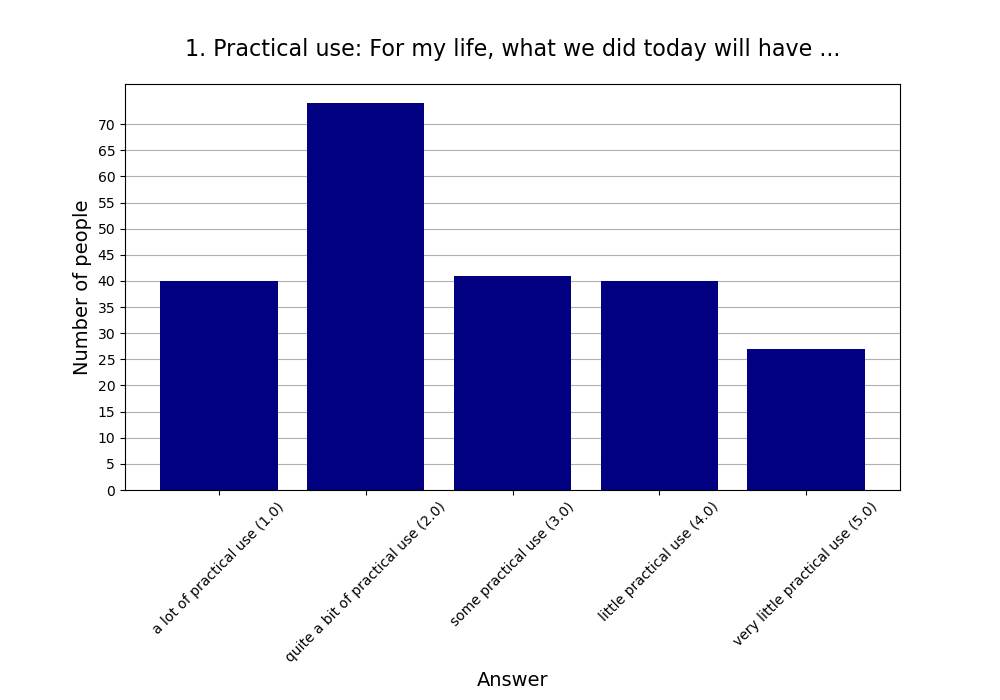 1. Practical use: For my life, what we did today will have ...
Number of people
70
65
60
55
50
45
40
35
30
25
20
15
10
5
0
a lot of practical use (1.0)
quite a bit of practical use (2.0)
some practical use (3.0)
little practical use (4.0)
very little practical use (5.0)
Answer